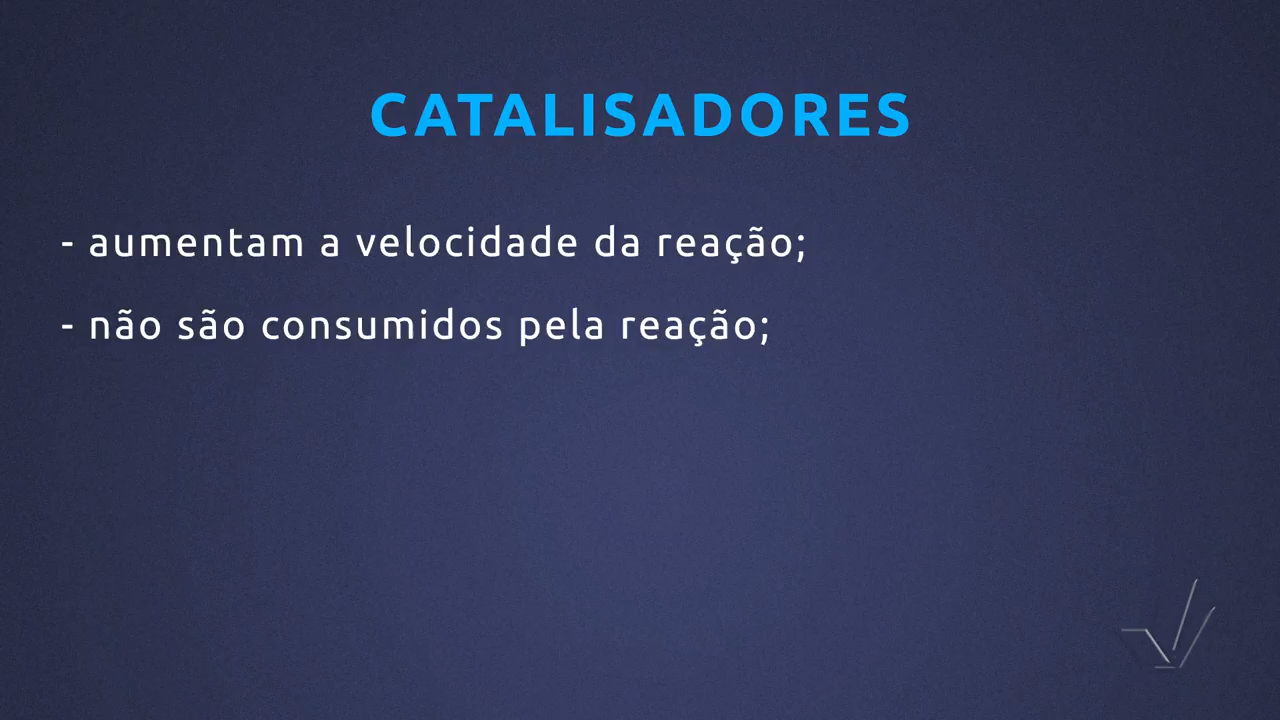 CATALISADORES
- aumentam a velocidade da reação;
- não são consumidos pela reação;